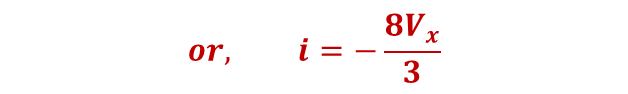 or, i = − 8Vₓ / 3